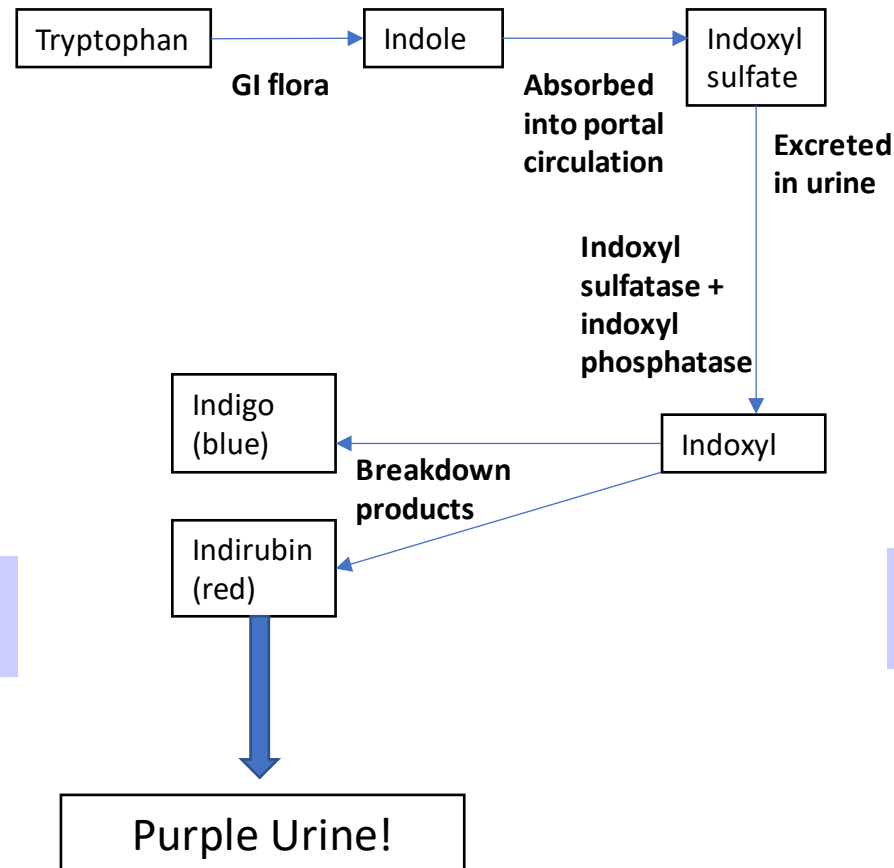 Tryptophan
GI flora
Indole
Absorbed
into portal
circulation
Indoxyl
sulfate
Excreted
in urine
Indoxyl
sulfatase +
indoxyl
phosphatase
Indoxyl
Breakdown
products
Indigo
(blue)
Indirubin
(red)
Purple Urine!